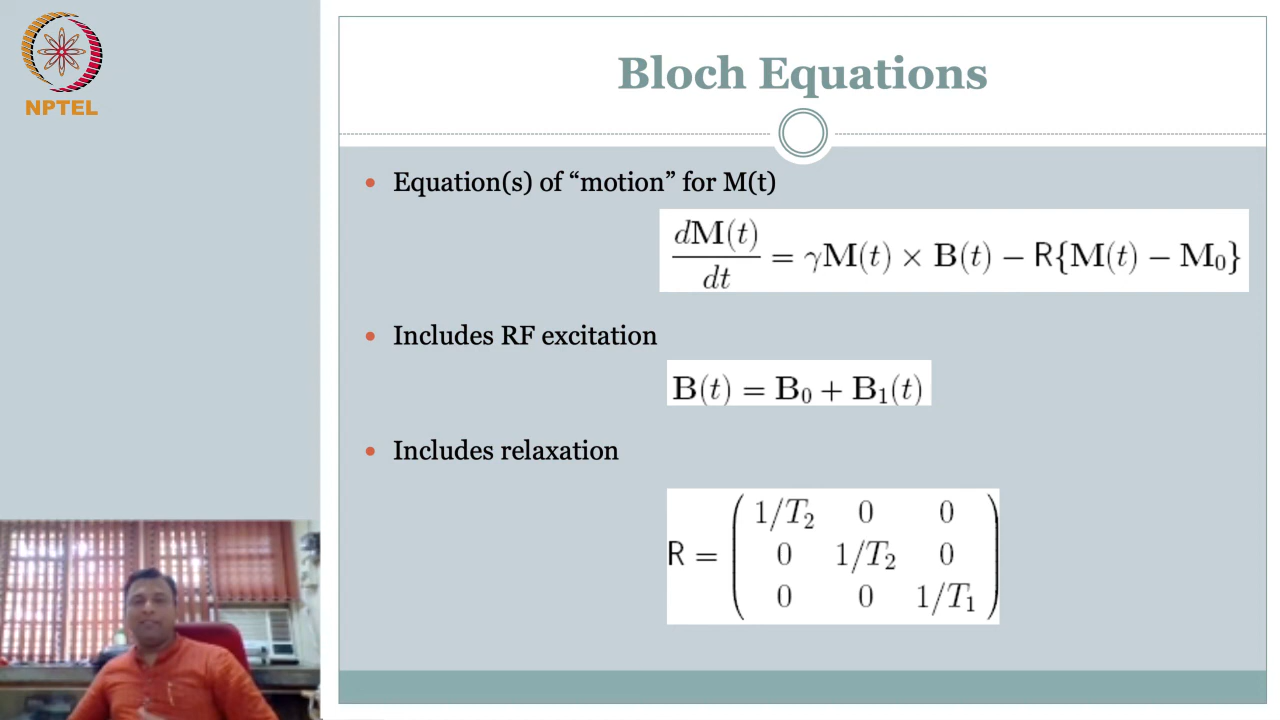 NPTEL
Bloch Equations
• Equation(s) of “motion” for M(t)
dM(t)/dt = γM(t) × B(t) − R{M(t) − M₀}
• Includes RF excitation
B(t) = B₀ + B₁(t)
• Includes relaxation
1/T₂ 0 0
R = 0 1/T₂ 0
0 0 1/T₁